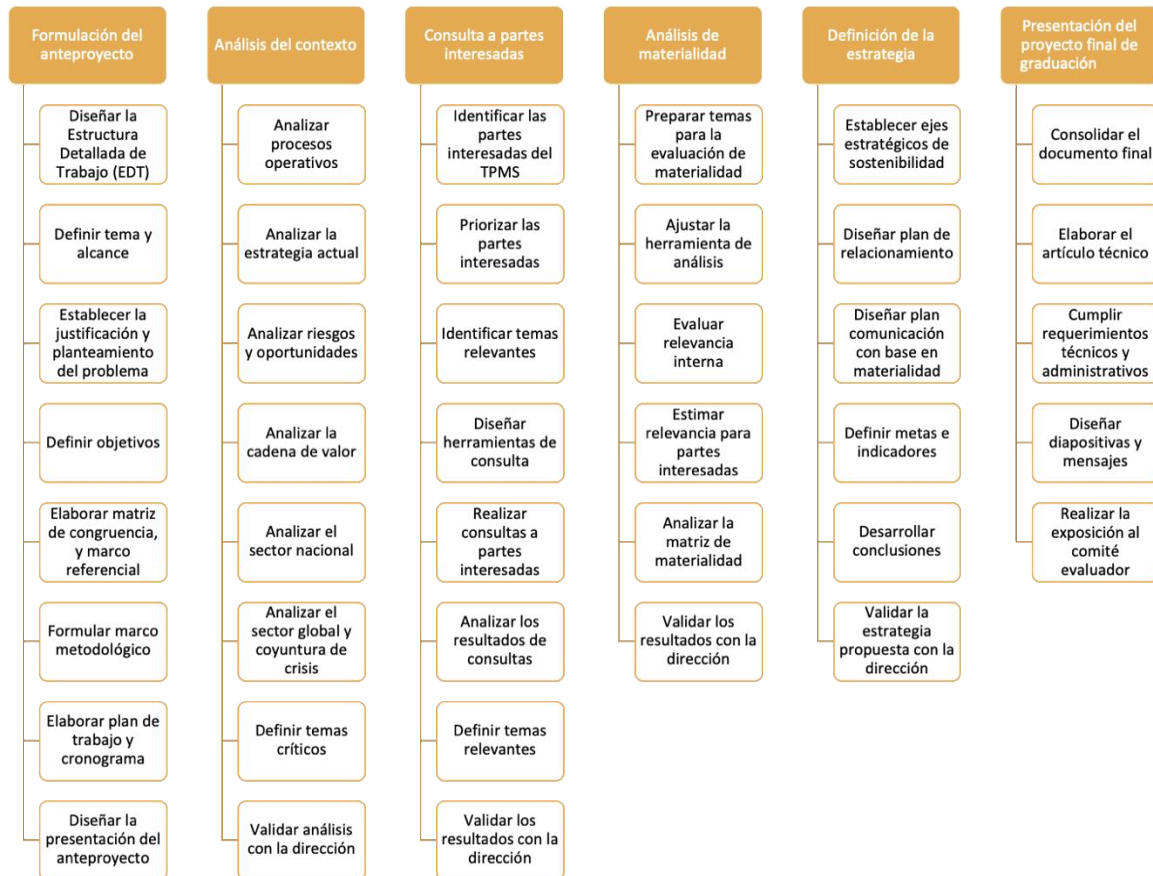 Formulación del
anteproyecto
Diseñar la
Estructura
Detallada de
Trabajo (EDT)
Definir tema y
alcance
Establecer la
justificación y
planteamiento
del problema
Definir objetivos
Elaborar matriz
de congruencia,
y marco
referencial
Formular marco
metodológico
Elaborar plan de
trabajo y
cronograma
Diseñar la
presentación del
anteproyecto
Análisis del contexto
Analizar
procesos
operativos
Analizar la
estrategia actual
Analizar riesgos
y oportunidades
Analizar la
cadena de valor
Analizar el
sector nacional
Analizar el
sector global y
coyuntura de
crisis
Definir temas
críticos
Validar análisis
con la dirección
Consulta a partes
interesadas
Identificar las
partes
interesadas del
TPMS
Priorizar las
partes
interesadas
Identificar temas
relevantes
Diseñar
herramientas de
consulta
Realizar
consultas a
partes
interesadas
Analizar los
resultados de
consultas
Definir temas
relevantes
Validar los
resultados con la
dirección
Análisis de
materialidad
Preparar temas
para la
evaluación de
materialidad
Ajustar la
herramienta de
análisis
Evaluar
relevancia
interna
Estimar
relevancia para
partes
interesadas
Analizar la
matriz de
materialidad
Validar los
resultados con la
dirección
Definición de la
estrategia
Establecer ejes
estratégicos de
sostenibilidad
Diseñar plan de
relacionamiento
Diseñar plan
comunicación
con base en
materialidad
Definir metas e
indicadores
Desarrollar
conclusiones
Validar la
estrategia
propuesta con la
dirección
Presentación del
proyecto final de
graduación
Consolidar el
documento final
Elaborar el
artículo técnico
Cumplir
requerimientos
técnicos y
administrativos
Diseñar
diapositivas y
mensajes
Realizar la
exposición al
comité
evaluador